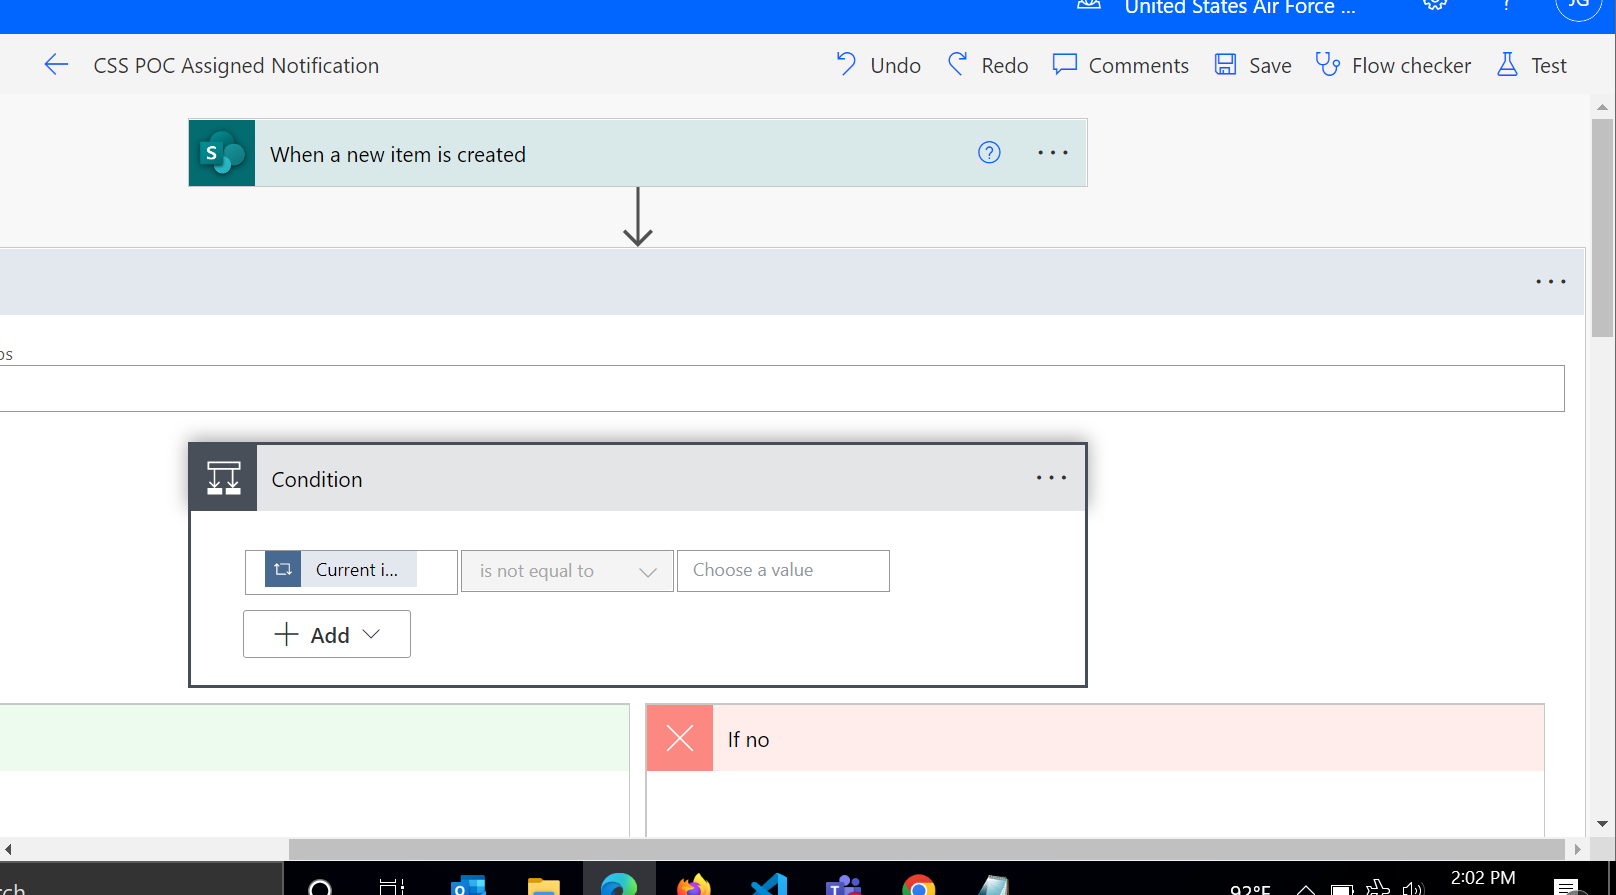 United States Air Force ...
?
JG
CSS POC Assigned Notification
Undo
Redo
Comments
Save
Flow checker
Test
S
When a new item is created
?
...
...
os
Condition
...
Current i...
is not equal to
Choose a value
Add
If no
rch
92°F
2:02 PM